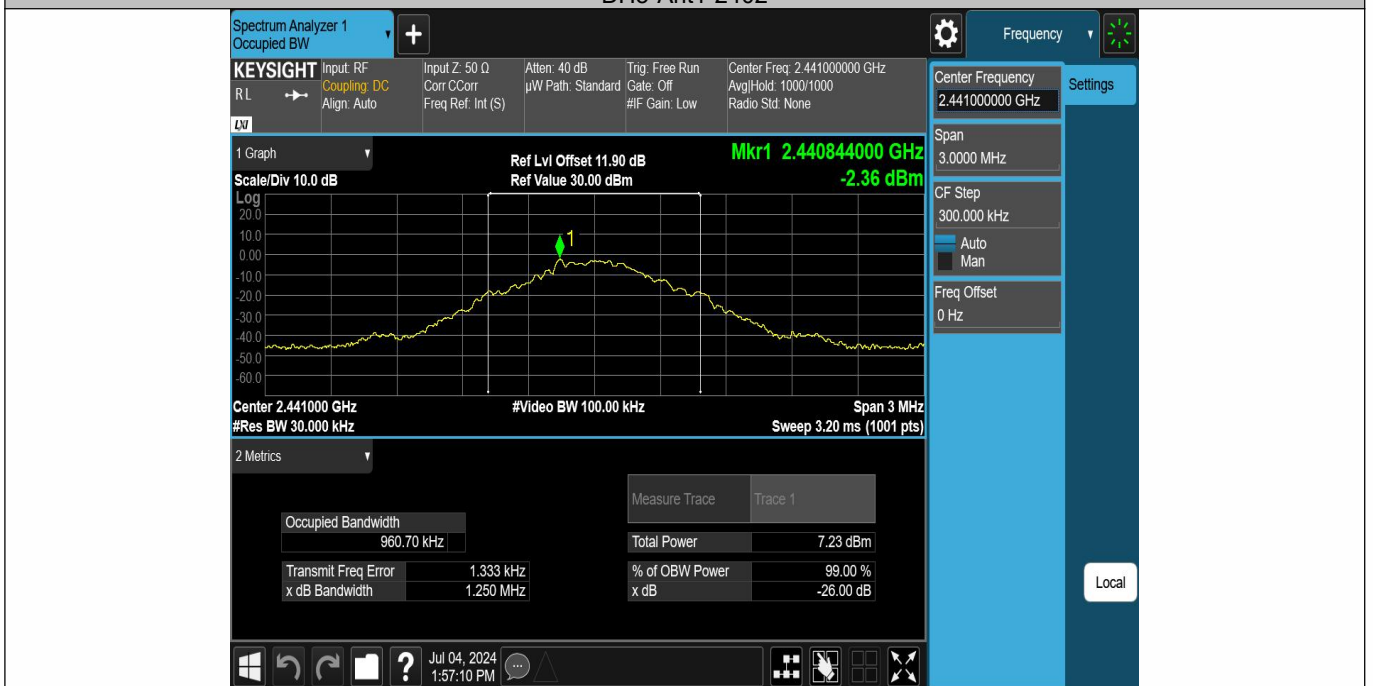 Spectrum Analyzer 1
Occupied BW
Frequency
KEYSIGHT
R L
LXI
Input: RF
Coupling: DC
Align: Auto
Input Z: 50 Ω
Corr CCorr
Freq Ref: Int (S)
Atten: 40 dB
µW Path: Standard
Trig: Free Run
Gate: Off
#IF Gain: Low
Center Freq: 2.441000000 GHz
Avg|Hold: 1000/1000
Radio Std: None
Center Frequency
2.441000000 GHz
Settings
Span
3.0000 MHz
CF Step
300.000 kHz
Auto
Man
Freq Offset
0 Hz
Local
1 Graph
Scale/Div 10.0 dB
Ref Lvl Offset 11.90 dB
Ref Value 30.00 dBm
Mkr1 2.440844000 GHz
-2.36 dBm
Log
20.0
10.0
0.00
-10.0
-20.0
-30.0
-40.0
-50.0
-60.0
1
Center 2.441000 GHz
#Video BW 100.00 kHz
Span 3 MHz
#Res BW 30.000 kHz
Sweep 3.20 ms (1001 pts)
2 Metrics
Measure Trace Trace 1
Occupied Bandwidth
960.70 kHz
Total Power 7.23 dBm
Transmit Freq Error 1.333 kHz
% of OBW Power 99.00 %
x dB Bandwidth 1.250 MHz
x dB -26.00 dB
Jul 04, 2024
1:57:10 PM